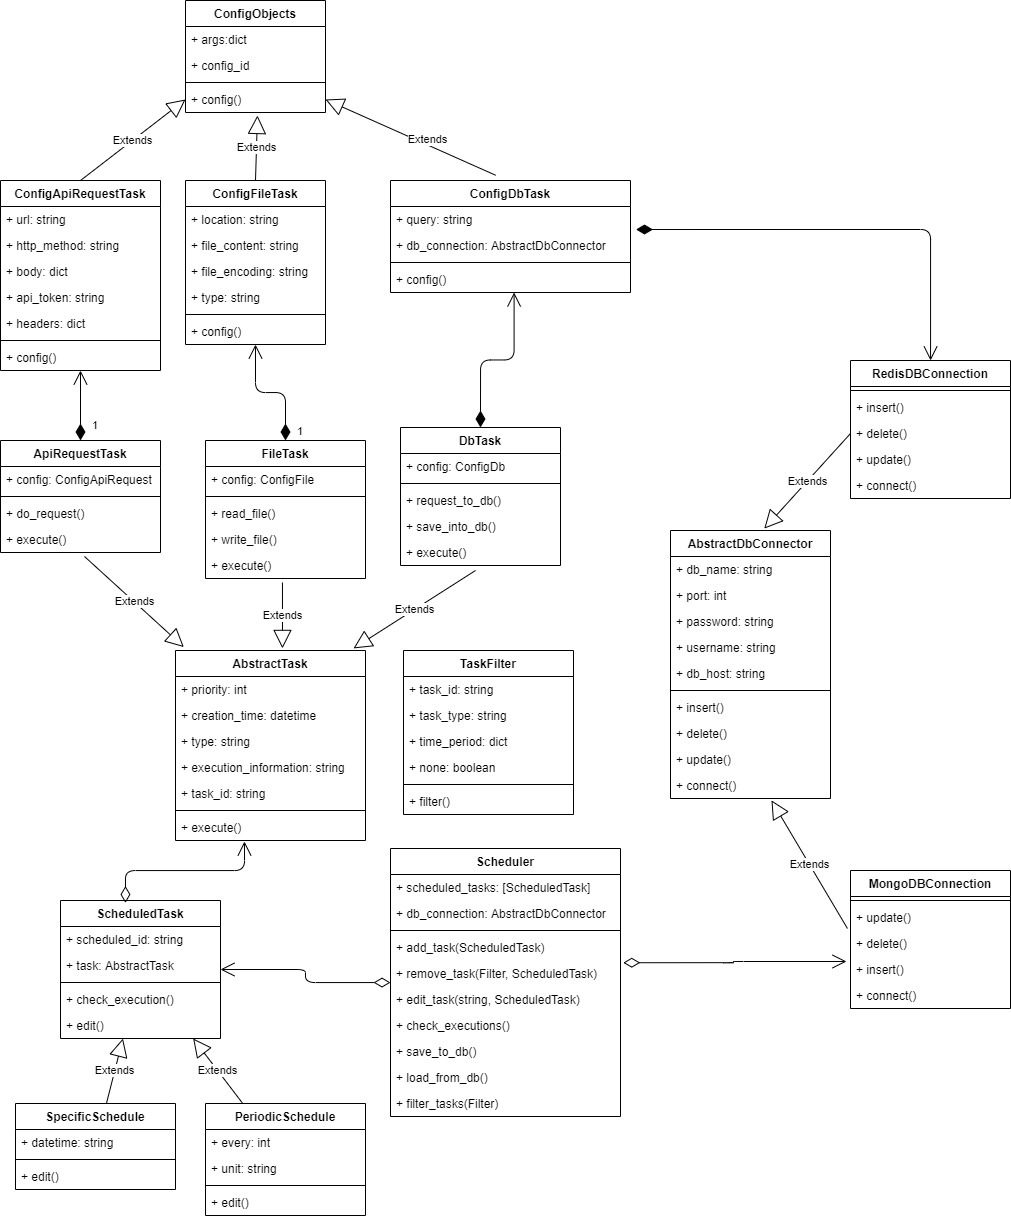 ConfigObjects
+ args:dict
+ config_id
+ config()
Extends
Extends
Extends
ConfigApiRequestTask
+ url: string
+ http_method: string
+ body: dict
+ api_token: string
+ headers: dict
+ config()
ConfigFileTask
+ location: string
+ file_content: string
+ file_encoding: string
+ type: string
+ config()
ConfigDbTask
+ query: string
+ db_connection: AbstractDbConnector
+ config()
RedisDBConnection
+ insert()
+ delete()
+ update()
+ connect()
1
ApiRequestTask
+ config: ConfigApiRequest
+ do_request()
+ execute()
1
FileTask
+ config: ConfigFile
+ read_file()
+ write_file()
+ execute()
DbTask
+ config: ConfigDb
+ request_to_db()
+ save_into_db()
+ execute()
Extends
AbstractDbConnector
+ db_name: string
+ port: int
+ password: string
+ username: string
+ db_host: string
+ insert()
+ delete()
+ update()
+ connect()
Extends
Extends
Extends
AbstractTask
+ priority: int
+ creation_time: datetime
+ type: string
+ execution_information: string
+ task_id: string
+ execute()
TaskFilter
+ task_id: string
+ task_type: string
+ time_period: dict
+ none: boolean
+ filter()
Extends
ScheduledTask
+ scheduled_id: string
+ task: AbstractTask
+ check_execution()
+ edit()
Scheduler
+ scheduled_tasks: [ScheduledTask]
+ db_connection: AbstractDbConnector
+ add_task(ScheduledTask)
+ remove_task(Filter, ScheduledTask)
+ edit_task(string, ScheduledTask)
+ check_executions()
+ save_to_db()
+ load_from_db()
+ filter_tasks(Filter)
MongoDBConnection
+ update()
+ delete()
+ insert()
+ connect()
Extends
Extends
SpecificSchedule
+ datetime: string
+ edit()
PeriodicSchedule
+ every: int
+ unit: string
+ edit()